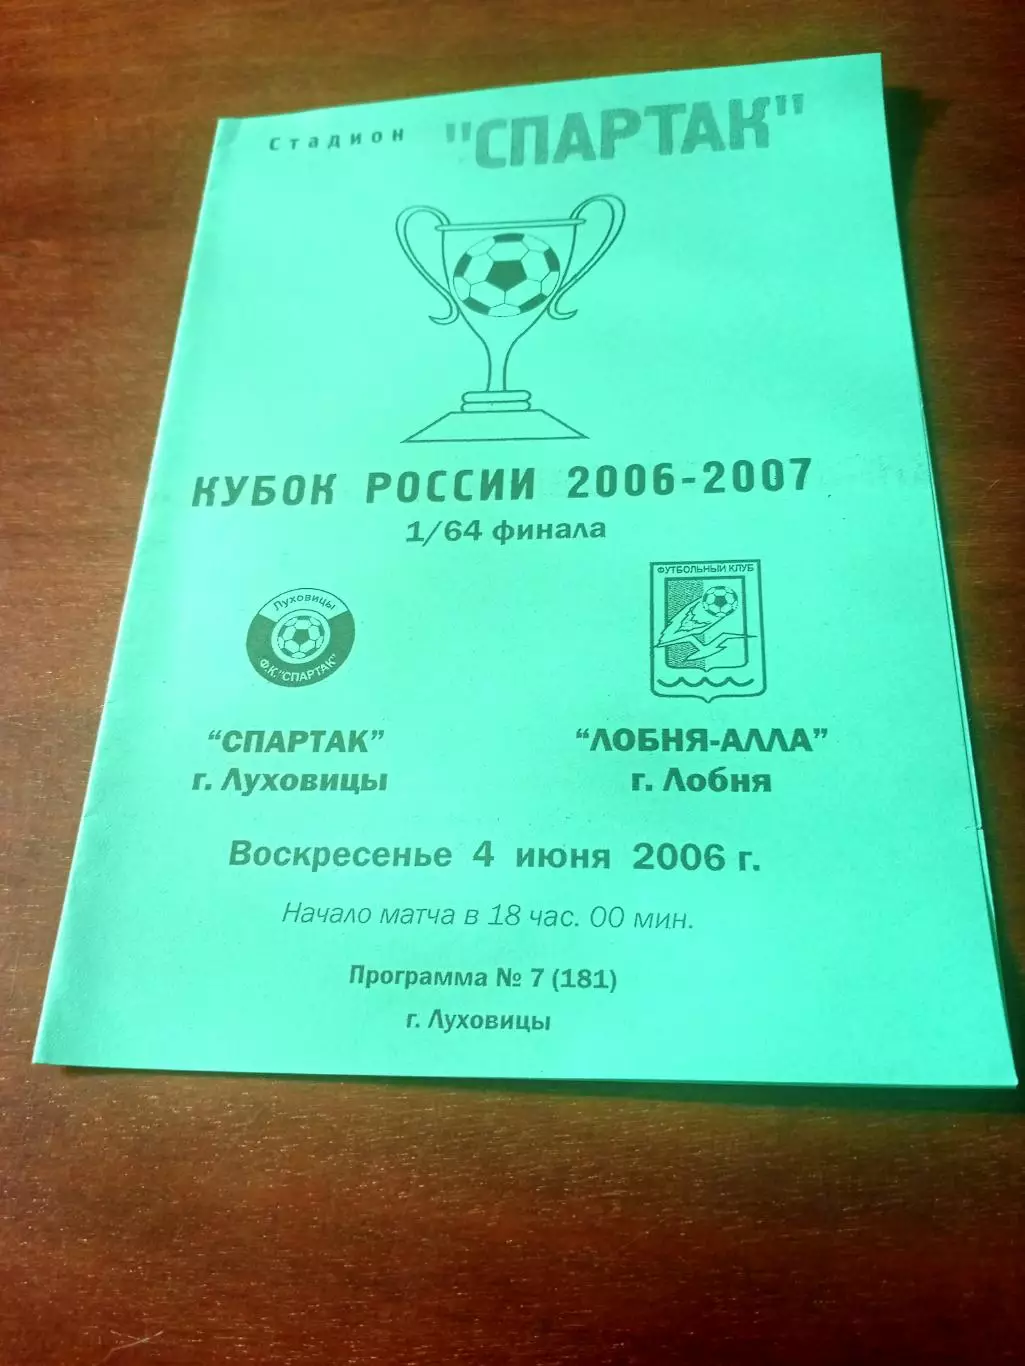 Стадион "СПАРТАК"
КУБОК РОССИИ 2006-2007
1/64 финала
Луховицы
Ф.К."СПАРТАК"
ФУТБОЛЬНЫЙ КЛУБ
"СПАРТАК"
г. Луховицы
"ЛОБНЯ-АЛЛА"
г. Лобня
Воскресенье 4 июня 2006 г.
Начало матча в 18 час. 00 мин.
Программа № 7 (181)
г. Луховицы